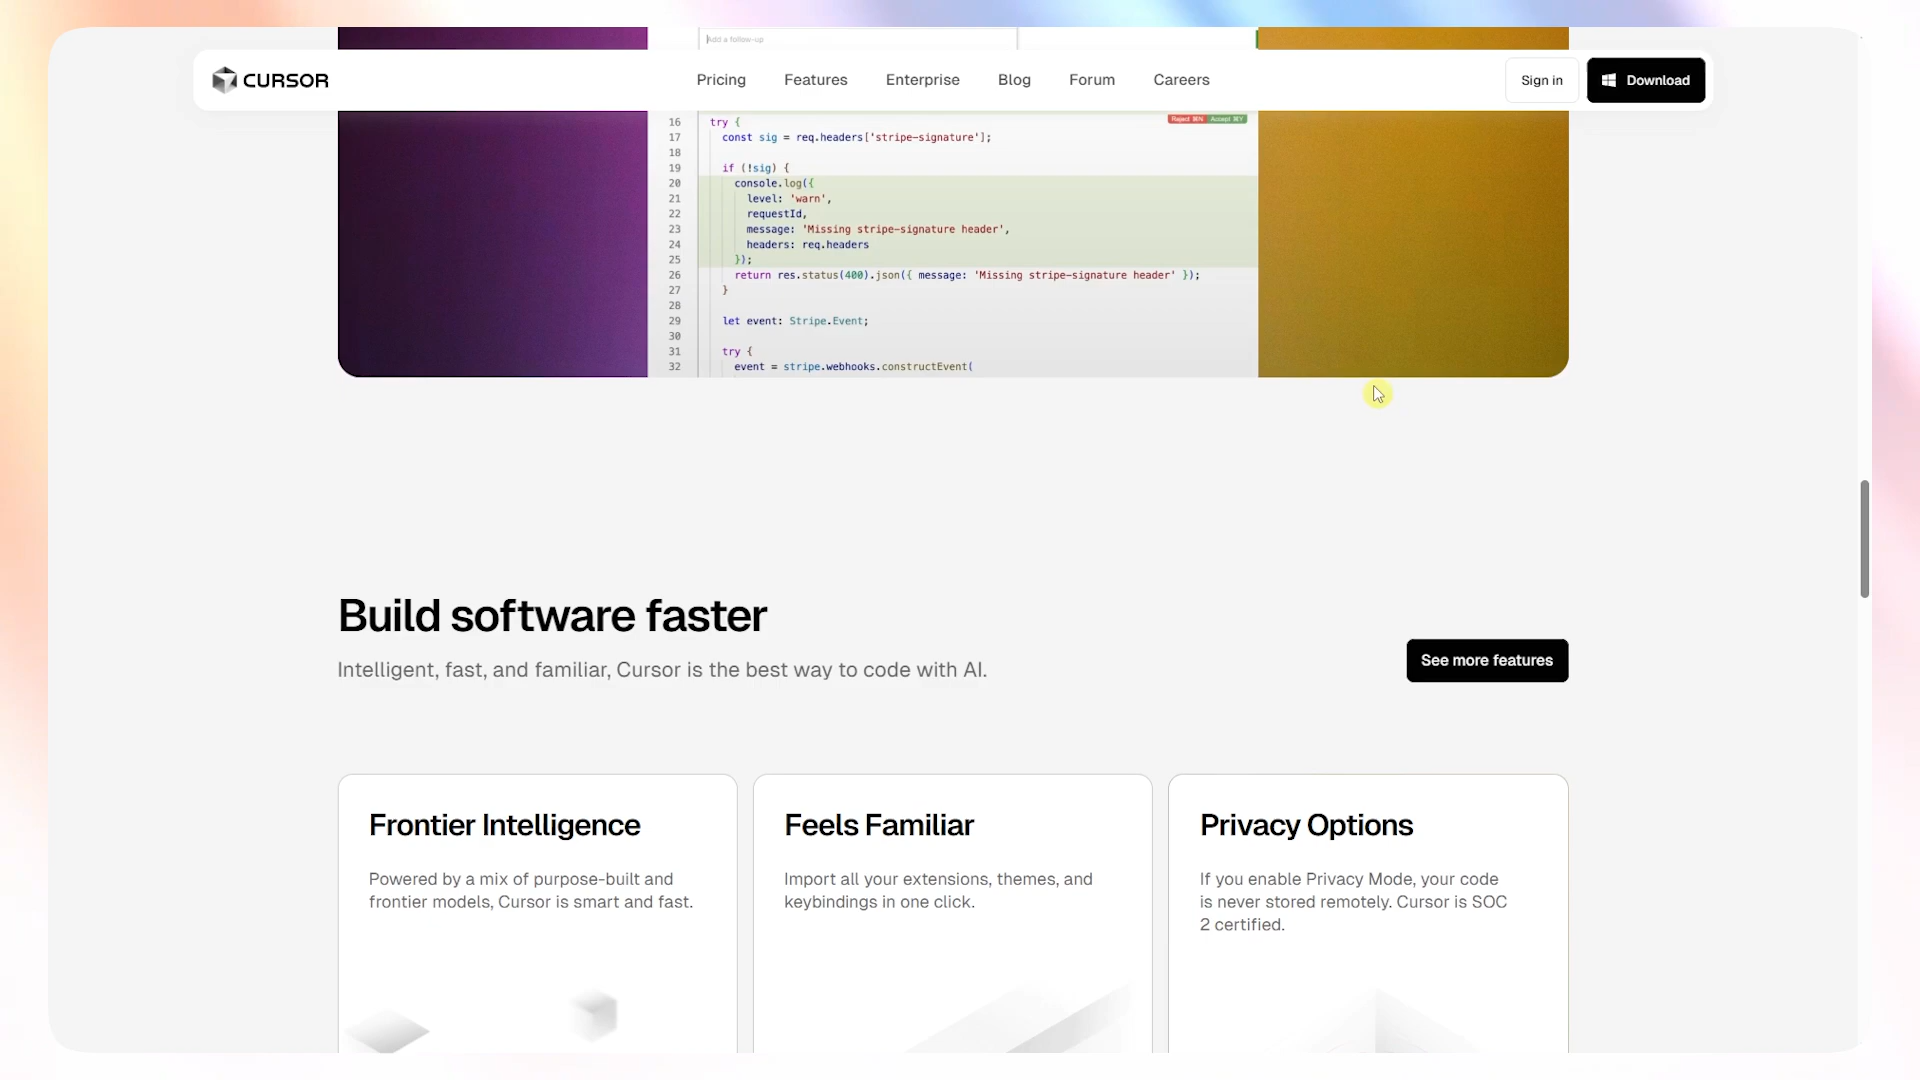 Add a follow-up
CURSOR
Pricing
Features
Enterprise
Blog
Forum
Careers
Sign in
Download
Reject ⌘N Accept ⌘Y
16 try {
17 const sig = req.headers['stripe-signature'];
18
19 if (!sig) {
20 console.log({
21 level: 'warn',
22 requestId,
23 message: 'Missing stripe-signature header',
24 headers: req.headers
25 });
26 return res.status(400).json({ message: 'Missing stripe-signature header' });
27 }
28
29 let event: Stripe.Event;
30
31 try {
32 event = stripe.webhooks.constructEvent(
Build software faster
Intelligent, fast, and familiar, Cursor is the best way to code with AI.
See more features
Frontier Intelligence
Powered by a mix of purpose-built and
frontier models, Cursor is smart and fast.
Feels Familiar
Import all your extensions, themes, and
keybindings in one click.
Privacy Options
If you enable Privacy Mode, your code
is never stored remotely. Cursor is SOC
2 certified.